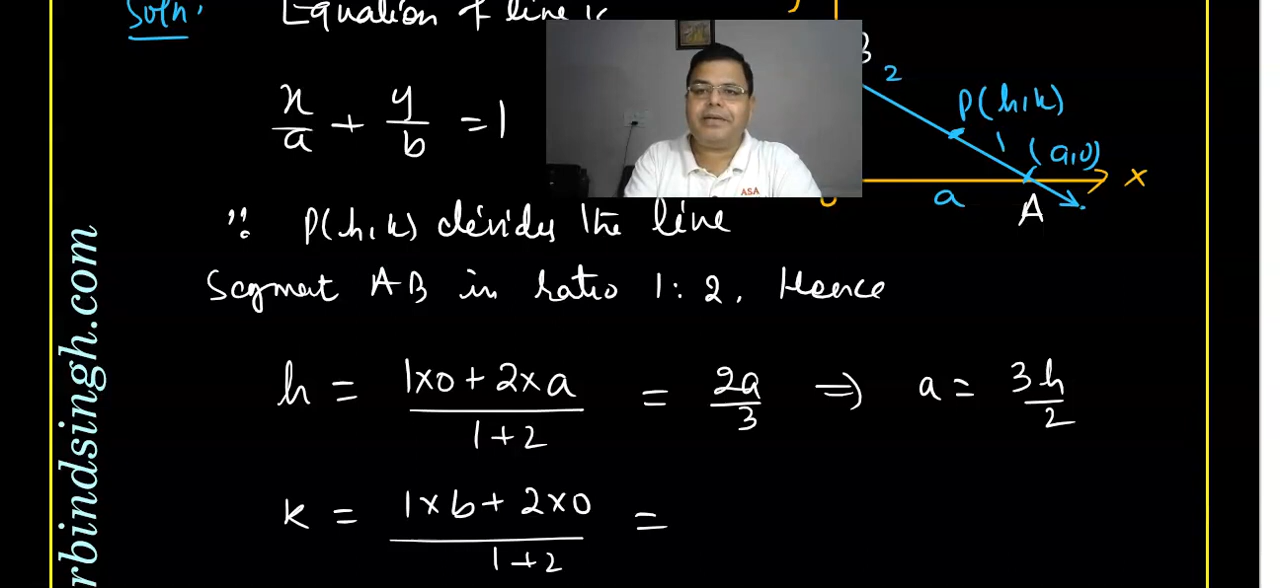 Soln.
Equation of line is
x/a + y/b = 1
∵ P(h,k) divides the line
Segment AB in ratio 1:2. Hence
h = (1×0 + 2×a)/(1+2) = 2a/3 ⇒ a = 3h/2
k = (1×b + 2×0)/(1+2) =
2
P(h,k)
1
(a,0)
x
a
A
ASA
rbindsingh.com